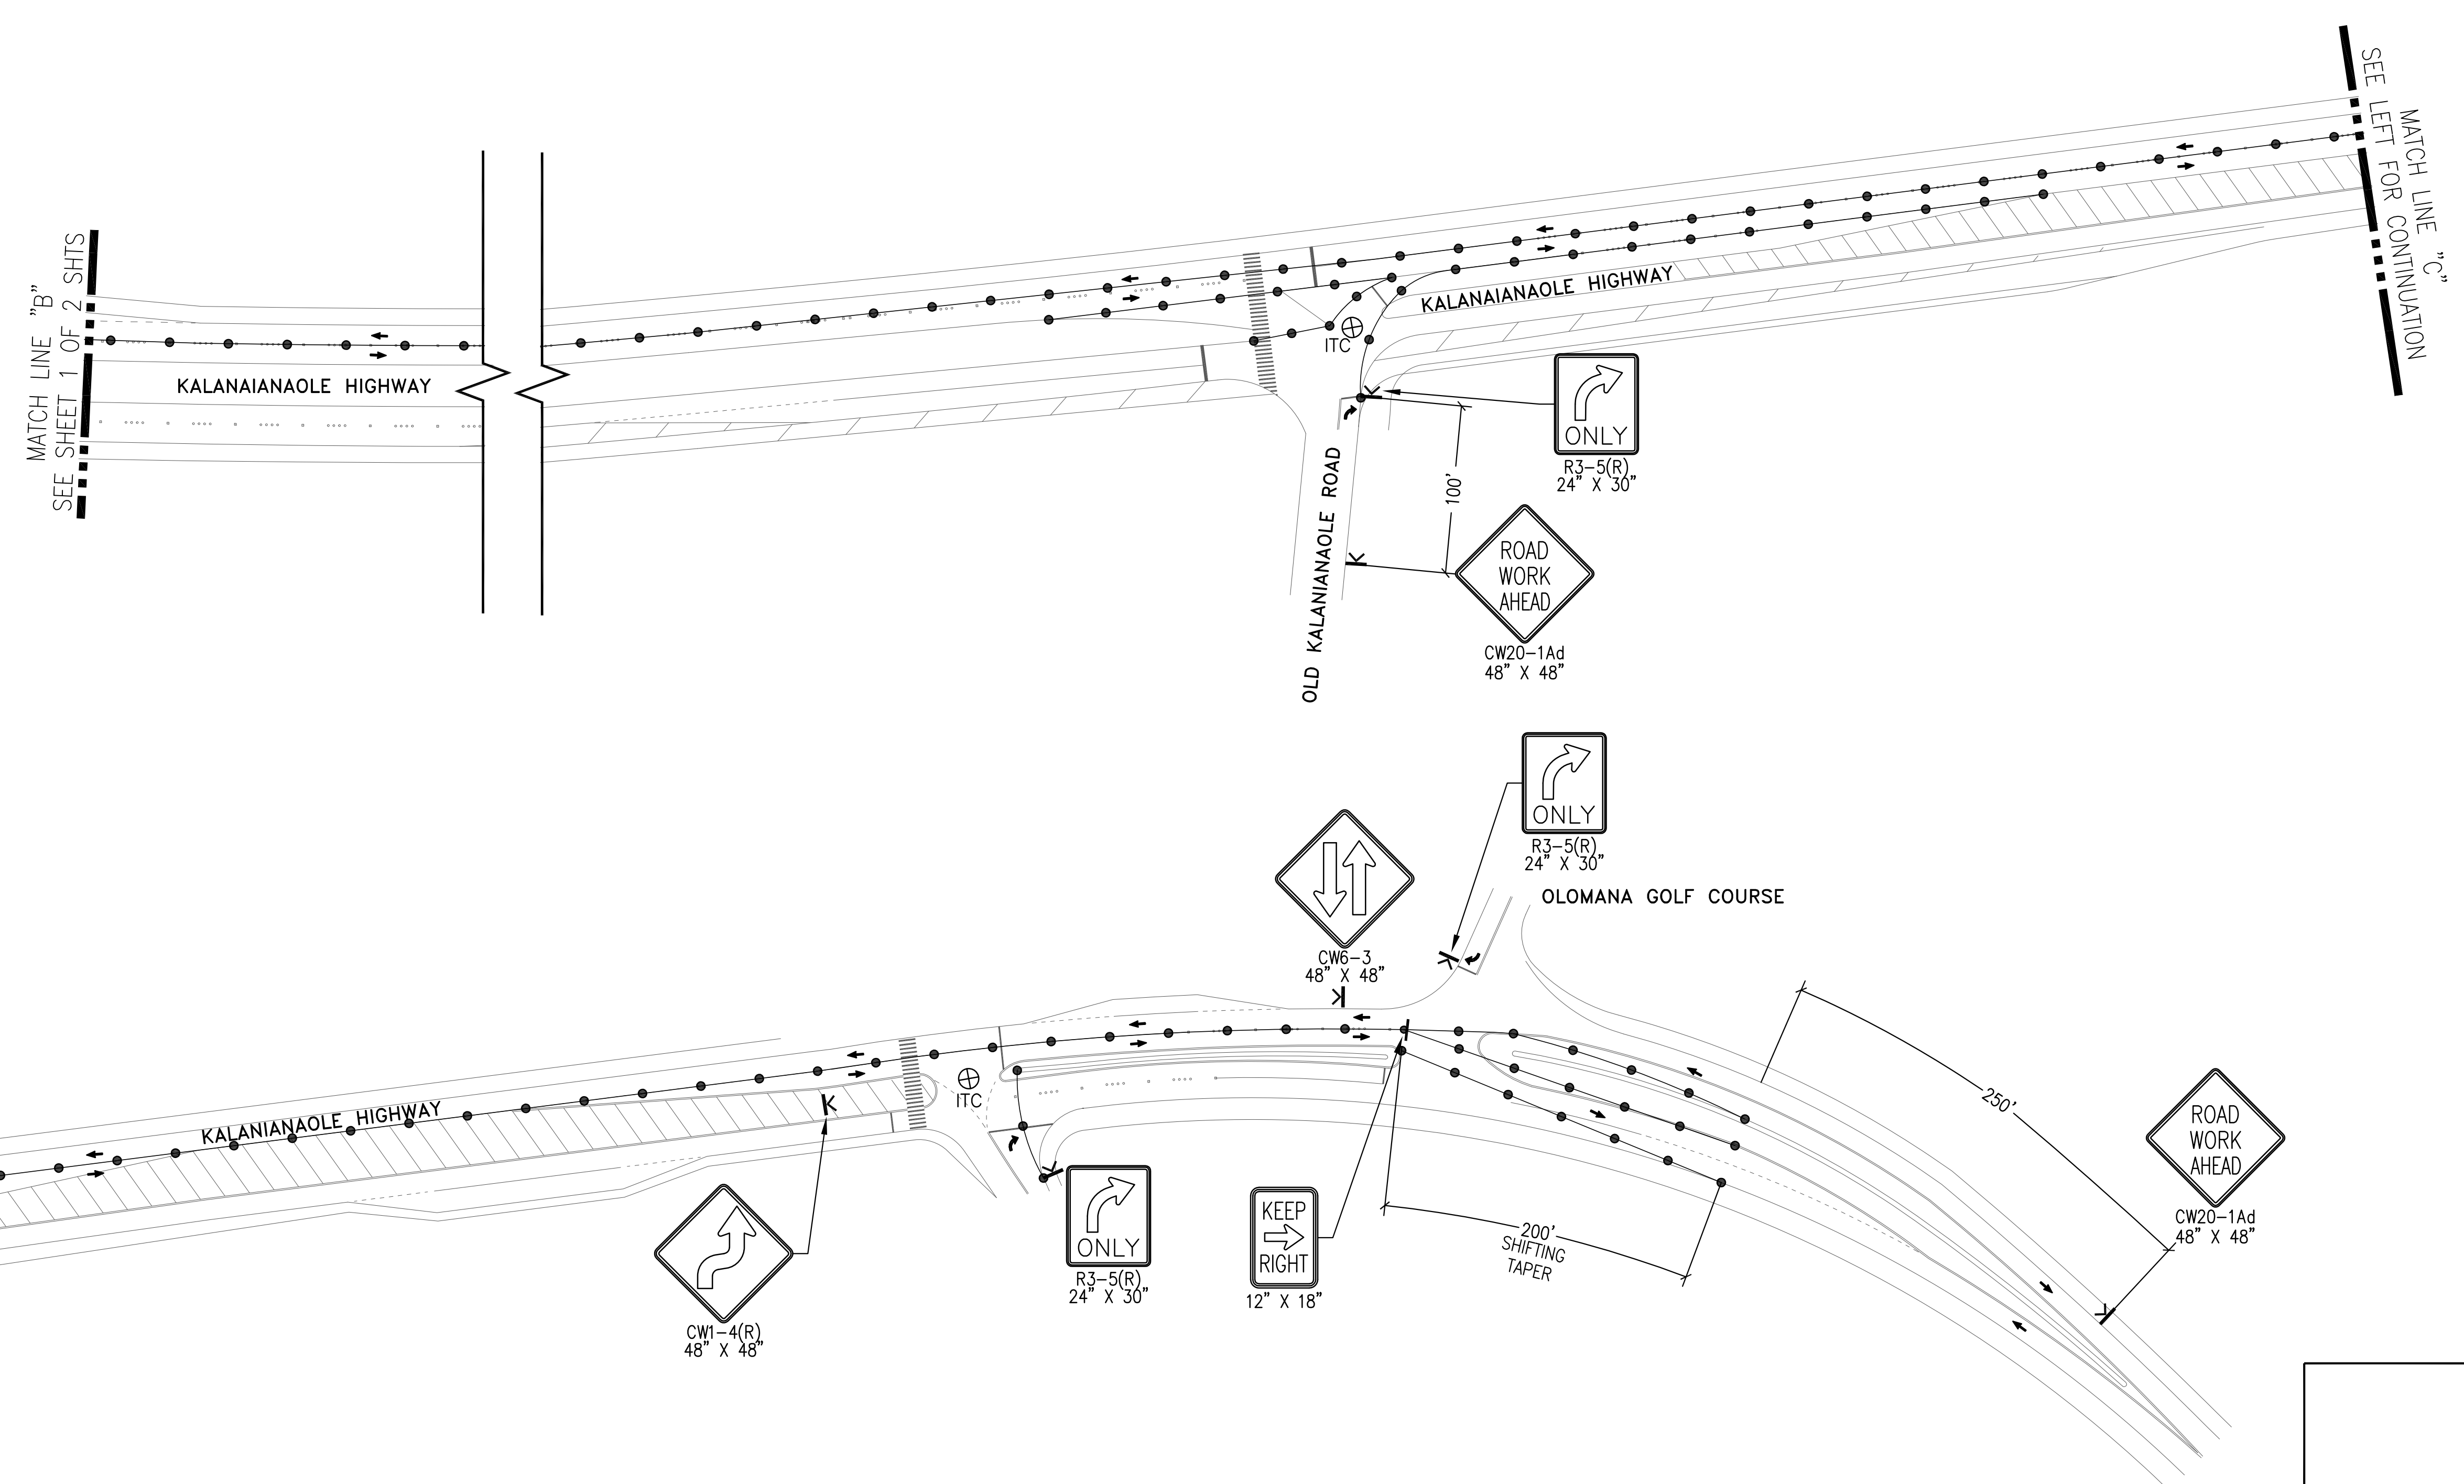 MATCH LINE "B"
SEE SHEET 1 OF 2 SHTS
KALANAIANAOLE HIGHWAY
KALANAIANAOLE HIGHWAY
MATCH LINE "C"
SEE LEFT FOR CONTINUATION
ITC
ONLY
R3-5(R)
24" X 30"
100'
OLD KALANIANAOLE ROAD
ROAD
WORK
AHEAD
CW20-1Ad
48" X 48"
ONLY
R3-5(R)
24" X 30"
OLOMANA GOLF COURSE
CW6-3
48" X 48"
KALANIANAOLE HIGHWAY
ITC
250'
ROAD
WORK
AHEAD
CW20-1Ad
48" X 48"
CW1-4(R)
48" X 48"
ONLY
R3-5(R)
24" X 30"
KEEP
RIGHT
12" X 18"
200'
SHIFTING
TAPER